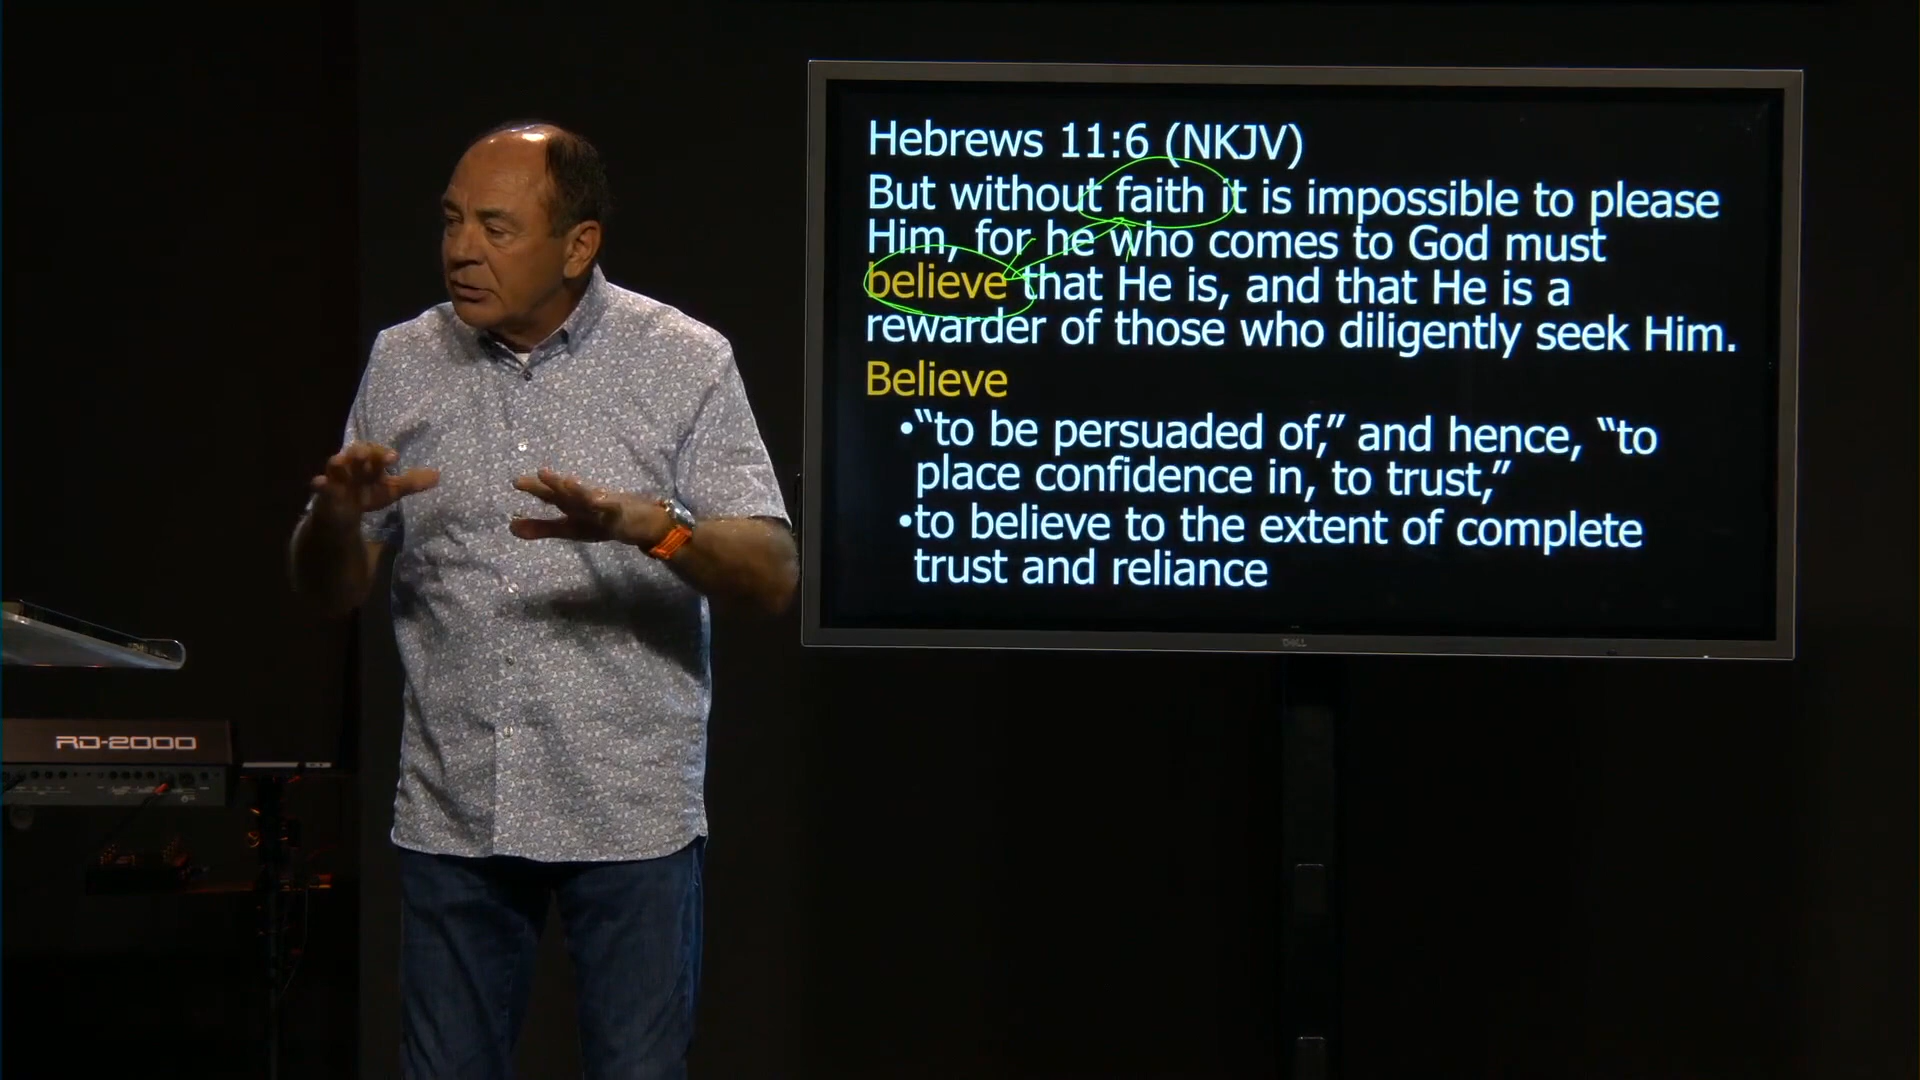 Hebrews 11:6 (NKJV)
But without faith it is impossible to please
Him, for he who comes to God must
believe that He is, and that He is a
rewarder of those who diligently seek Him.
Believe
•“to be persuaded of,” and hence, “to
place confidence in, to trust,”
•to believe to the extent of complete
trust and reliance
DELL
RD-2000